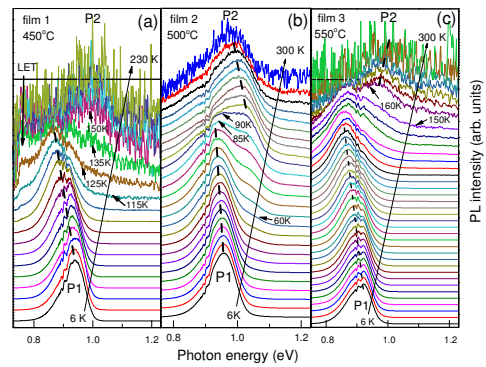 film 1
450°C
P2
(a)
230 K
LET
150K
135K
125K
115K
P1
6 K
film 2
500°C
P2
(b)
300 K
90K
85K
60K
P1
6K
film 3
550°C
P2
(c)
300 K
160K
150K
P1
6 K
0.8 1.0 1.2
0.8 1.0 1.2
0.8 1.0 1.2
Photon energy (eV)
PL intensity (arb. units)